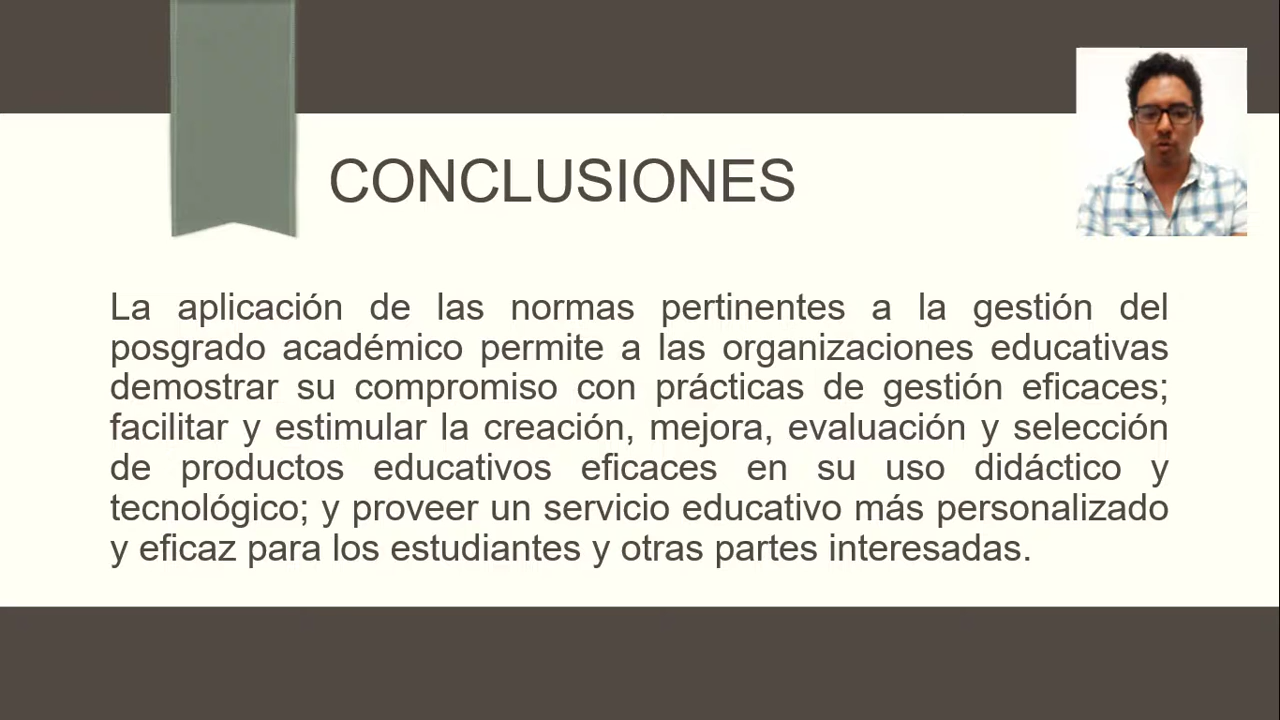 CONCLUSIONES
La aplicación de las normas pertinentes a la gestión del
posgrado académico permite a las organizaciones educativas
demostrar su compromiso con prácticas de gestión eficaces;
facilitar y estimular la creación, mejora, evaluación y selección
de productos educativos eficaces en su uso didáctico y
tecnológico; y proveer un servicio educativo más personalizado
y eficaz para los estudiantes y otras partes interesadas.